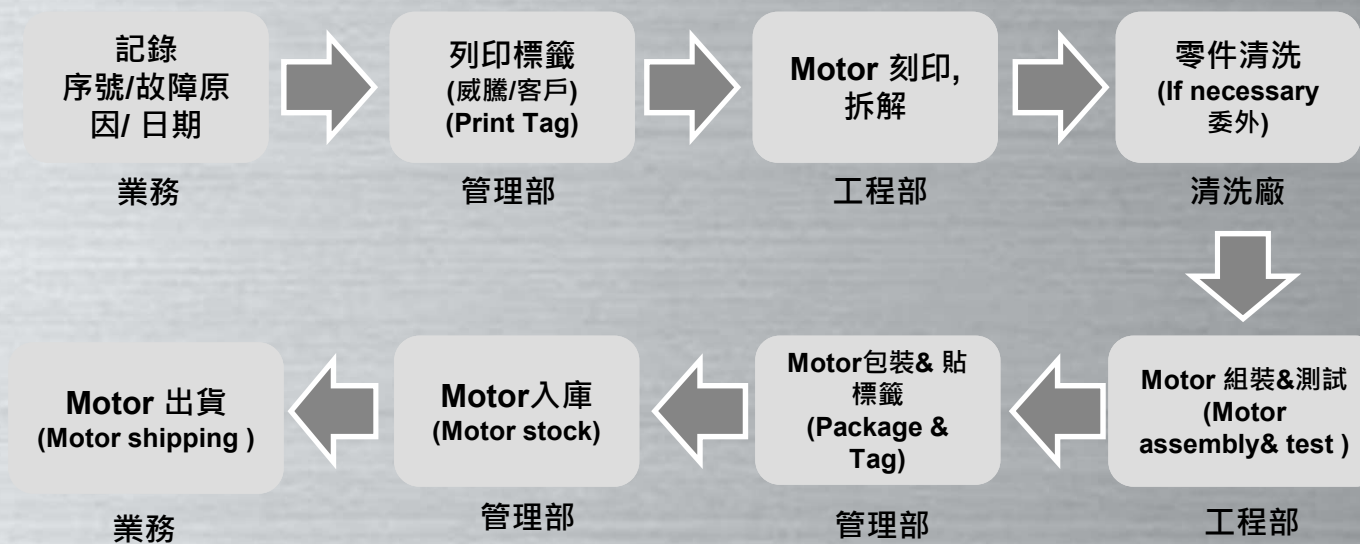 記錄
序號/故障原
因/ 日期
業務
列印標籤
(威騰/客戶)
(Print Tag)
管理部
Motor 刻印,
拆解
工程部
零件清洗
(If necessary
委外)
清洗廠
Motor 組裝&測試
(Motor
assembly& test )
工程部
Motor包裝& 貼
標籤
(Package &
Tag)
管理部
Motor入庫
(Motor stock)
管理部
Motor 出貨
(Motor shipping )
業務